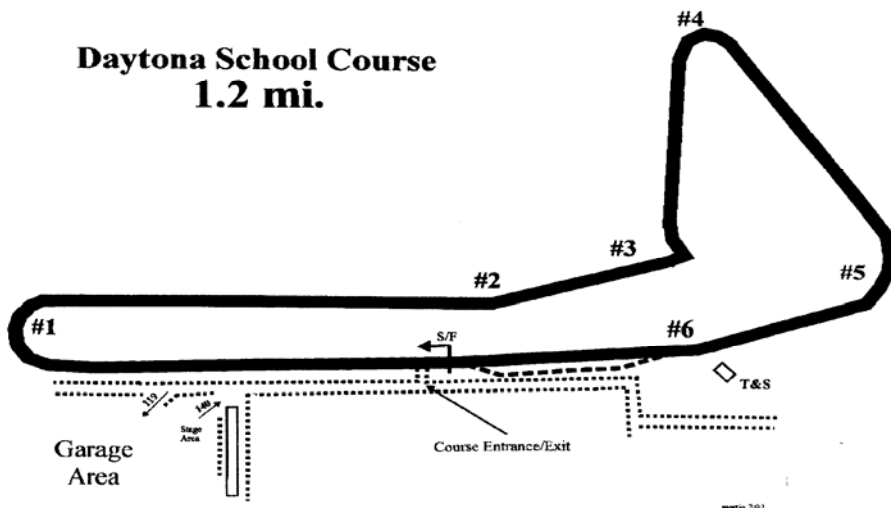 #4
Daytona School Course
1.2 mi.
#3
#2
#5
#1
S/F
#6
T&S
119
140
Stage
Area
Garage
Area
Course Entrance/Exit